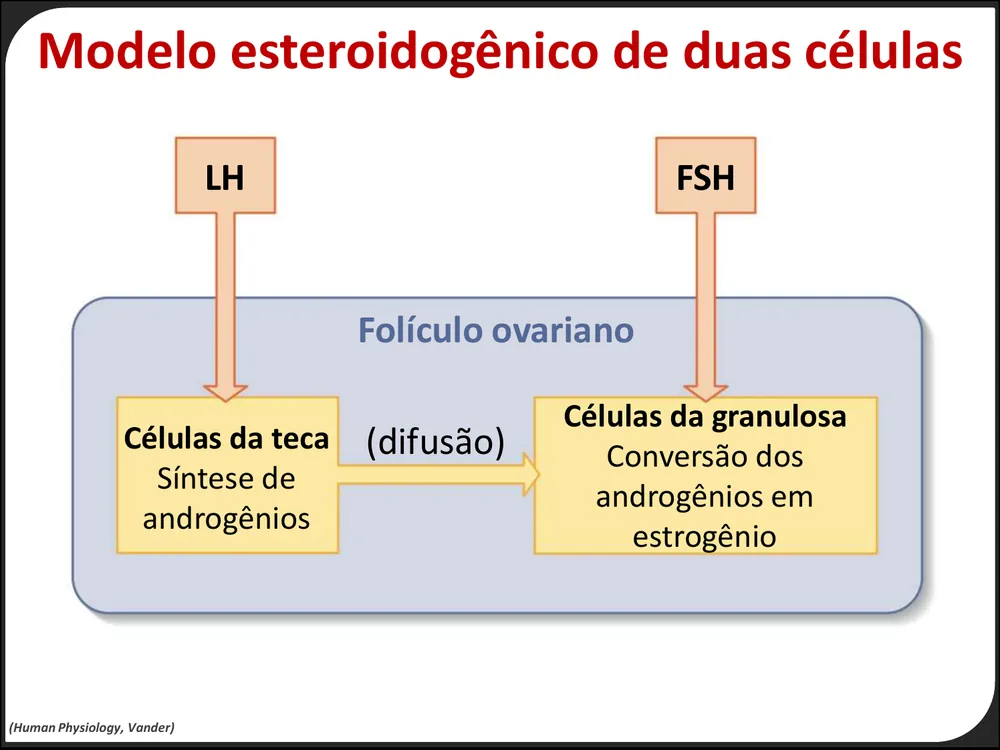 Modelo esteroidogênico de duas células
LH
FSH
Folículo ovariano
Células da teca
Síntese de
androgênios
(difusão)
Células da granulosa
Conversão dos
androgênios em
estrogênio
(Human Physiology, Vander)